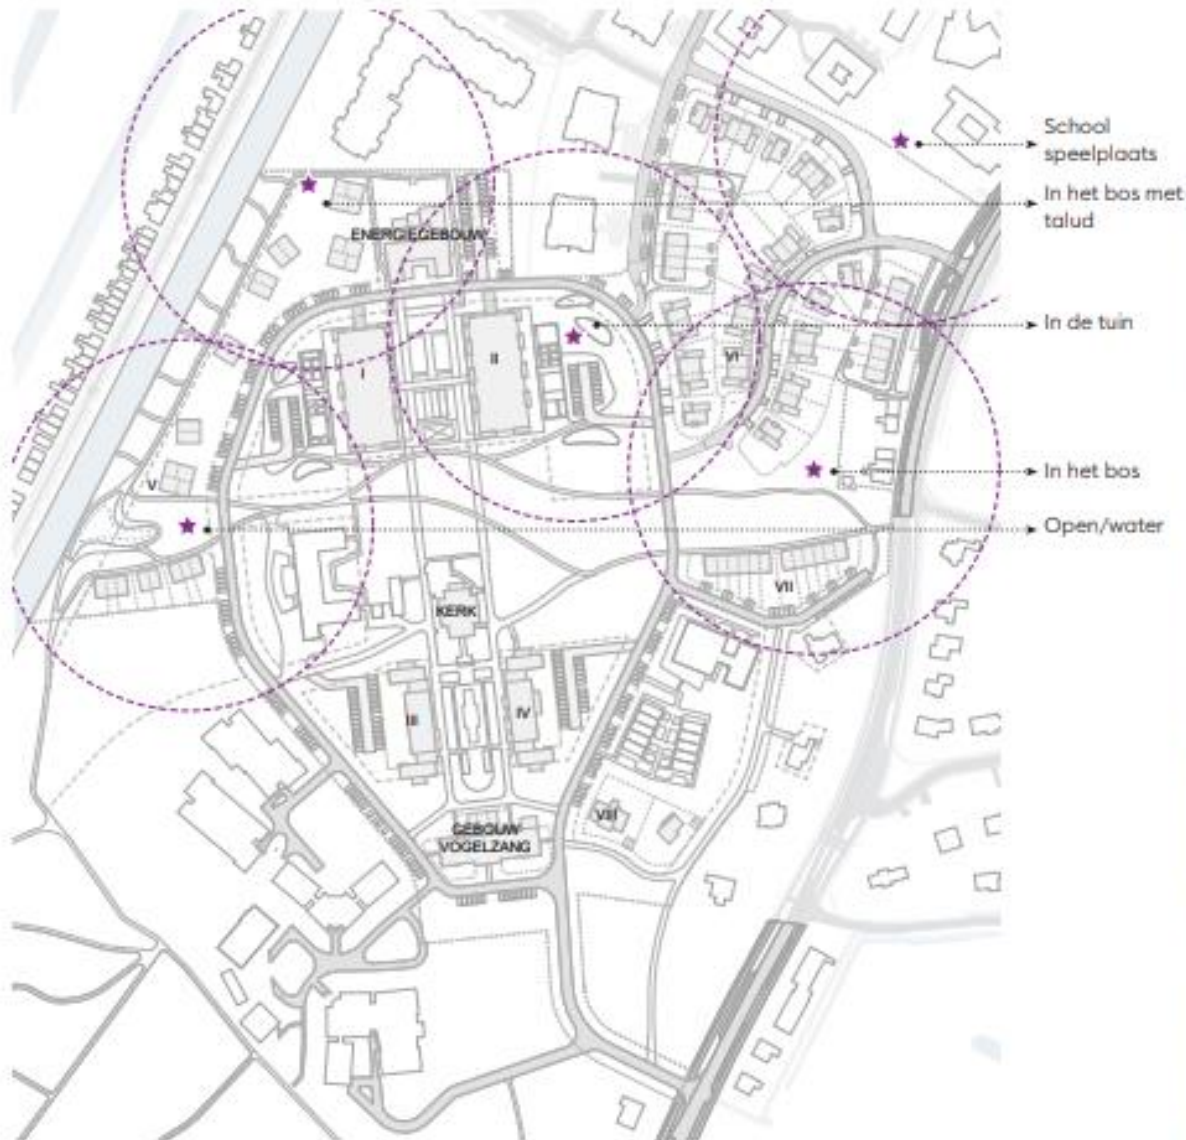 School
speelplaats
In het bos met
talud
ENERGIEGEBOUW
In de tuin
II
VI
I
In het bos
V
Open/water
VII
KERK
IV
III
VIII
GEBOUW
VOGELZANG